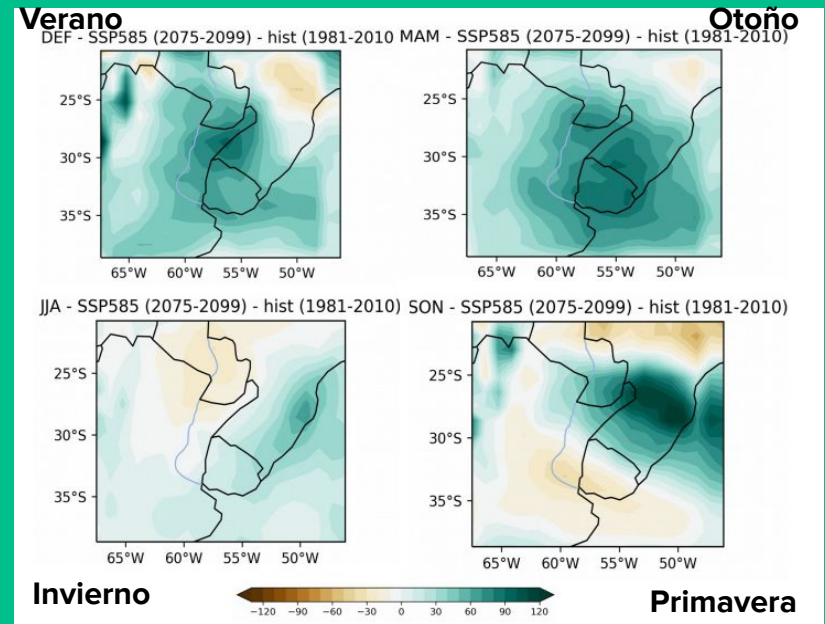 Verano
Otoño
DEF - SSP585 (2075-2099) - hist (1981-2010
MAM - SSP585 (2075-2099) - hist (1981-2010)
25°S
30°S
35°S
65°W 60°W 55°W 50°W
25°S
30°S
35°S
65°W 60°W 55°W 50°W
JJA - SSP585 (2075-2099) - hist (1981-2010)
SON - SSP585 (2075-2099) - hist (1981-2010)
25°S
30°S
35°S
65°W 60°W 55°W 50°W
25°S
30°S
35°S
65°W 60°W 55°W 50°W
Invierno
Primavera
−120 −90 −60 −30 0 30 60 90 120